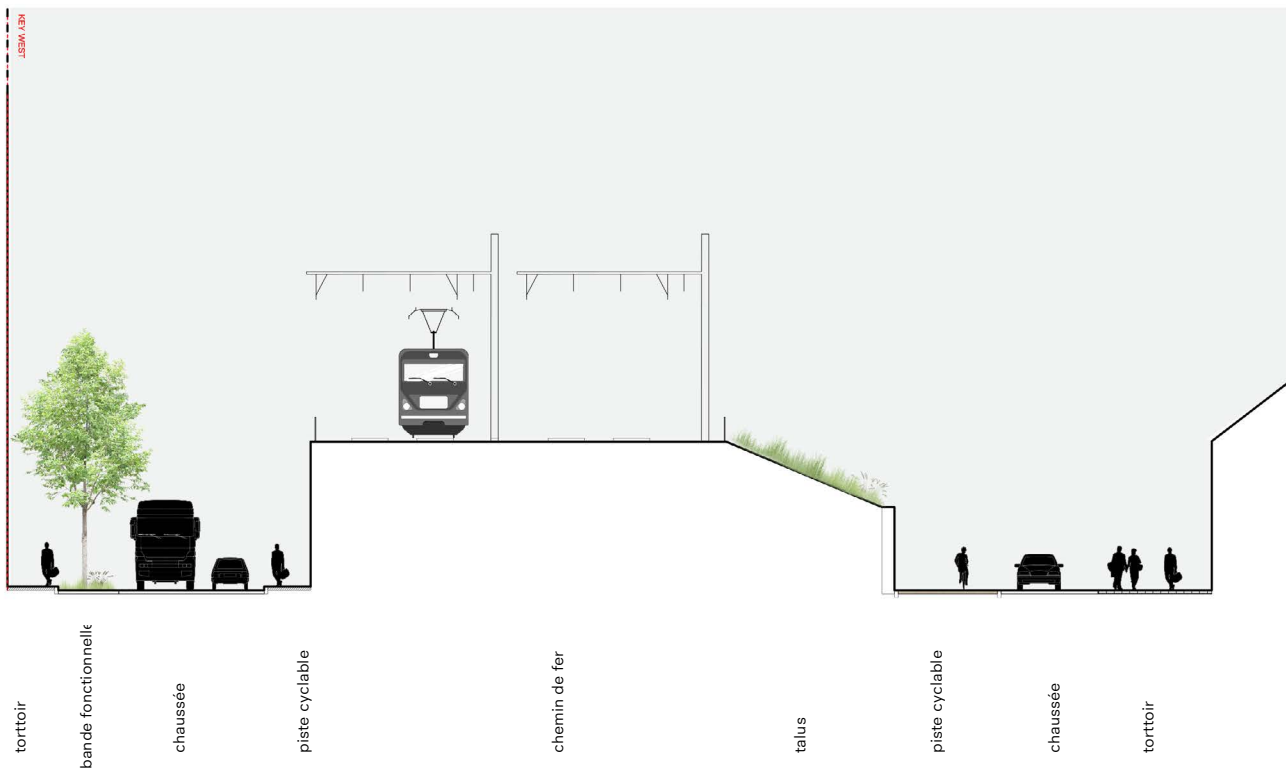 KEY WEST
torttoir
bande fonctionnelle
chaussée
piste cyclable
chemin de fer
talus
piste cyclable
chaussée
torttoir